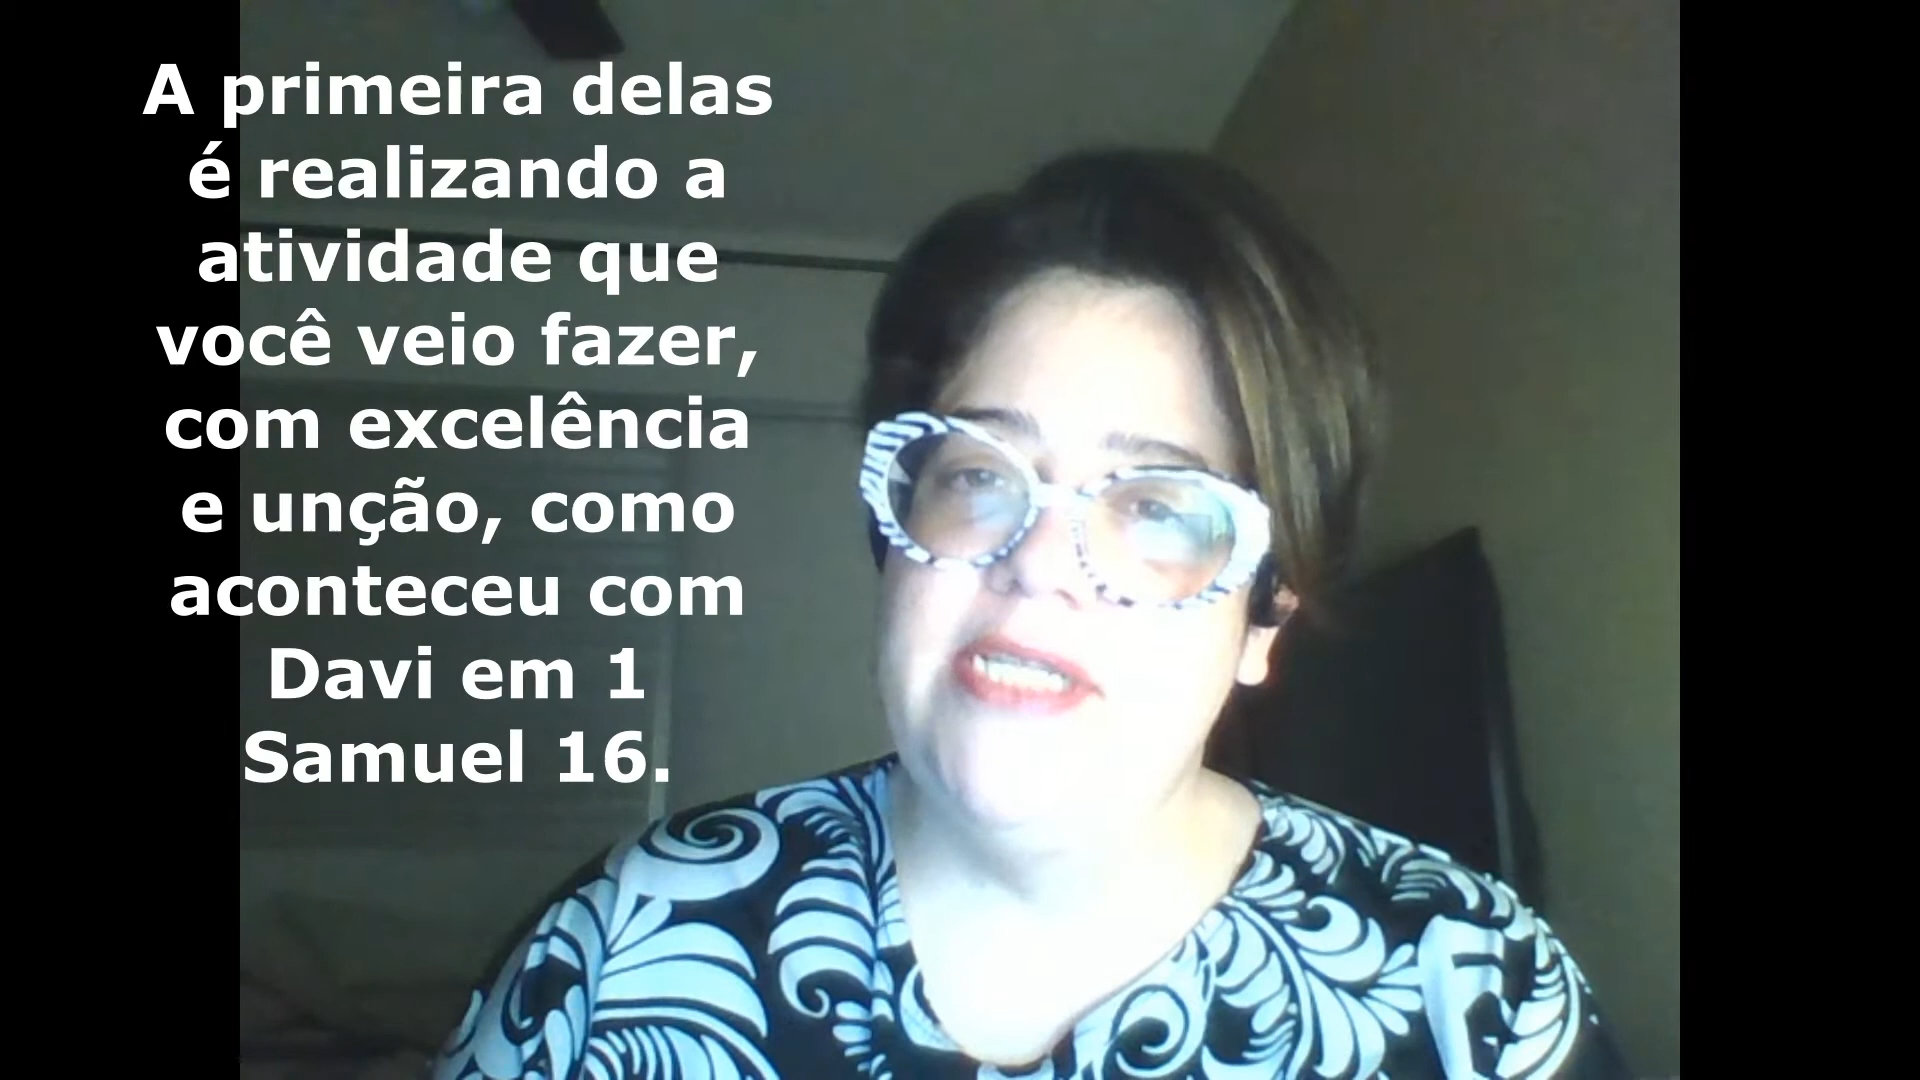 A primeira delas
é realizando a
atividade que
você veio fazer,
com excelência
e unção, como
aconteceu com
Davi em 1
Samuel 16.